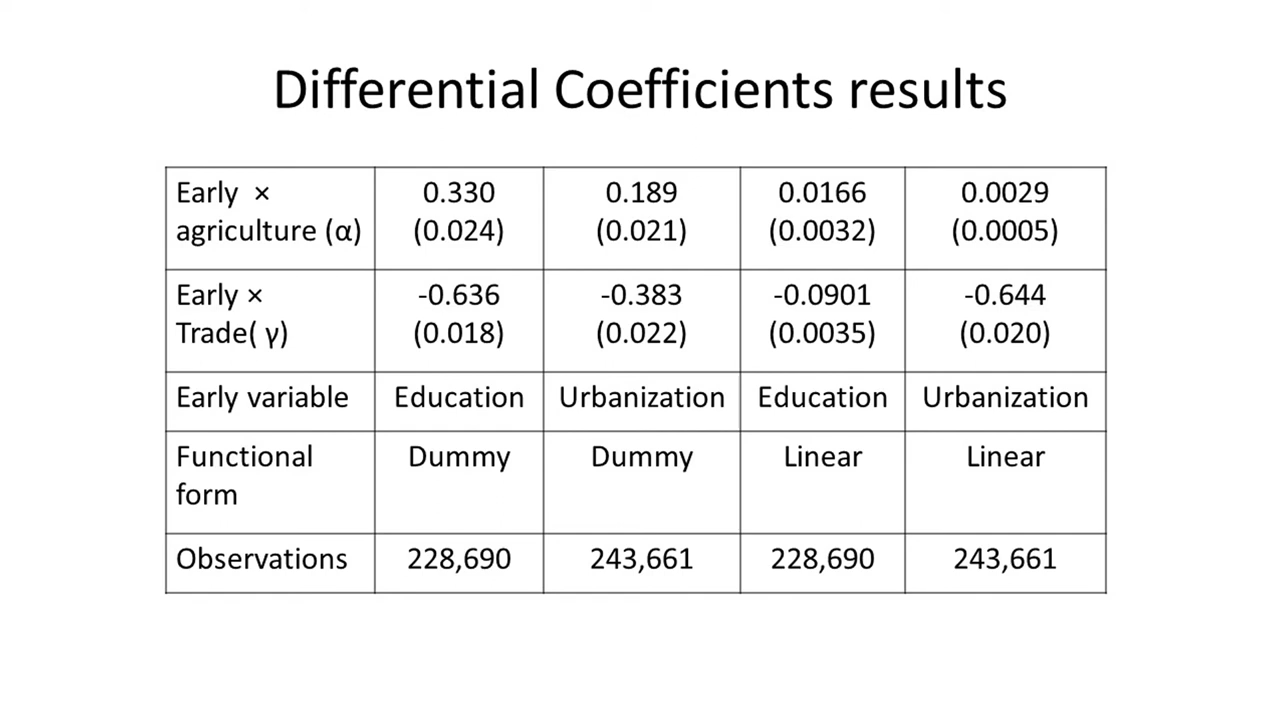 Differential Coefficients results
Early × 0.330 0.189 0.0166 0.0029
agriculture (α) (0.024) (0.021) (0.0032) (0.0005)
Early × -0.636 -0.383 -0.0901 -0.644
Trade( γ) (0.018) (0.022) (0.0035) (0.020)
Early variable Education Urbanization Education Urbanization
Functional Dummy Dummy Linear Linear
form
Observations 228,690 243,661 228,690 243,661